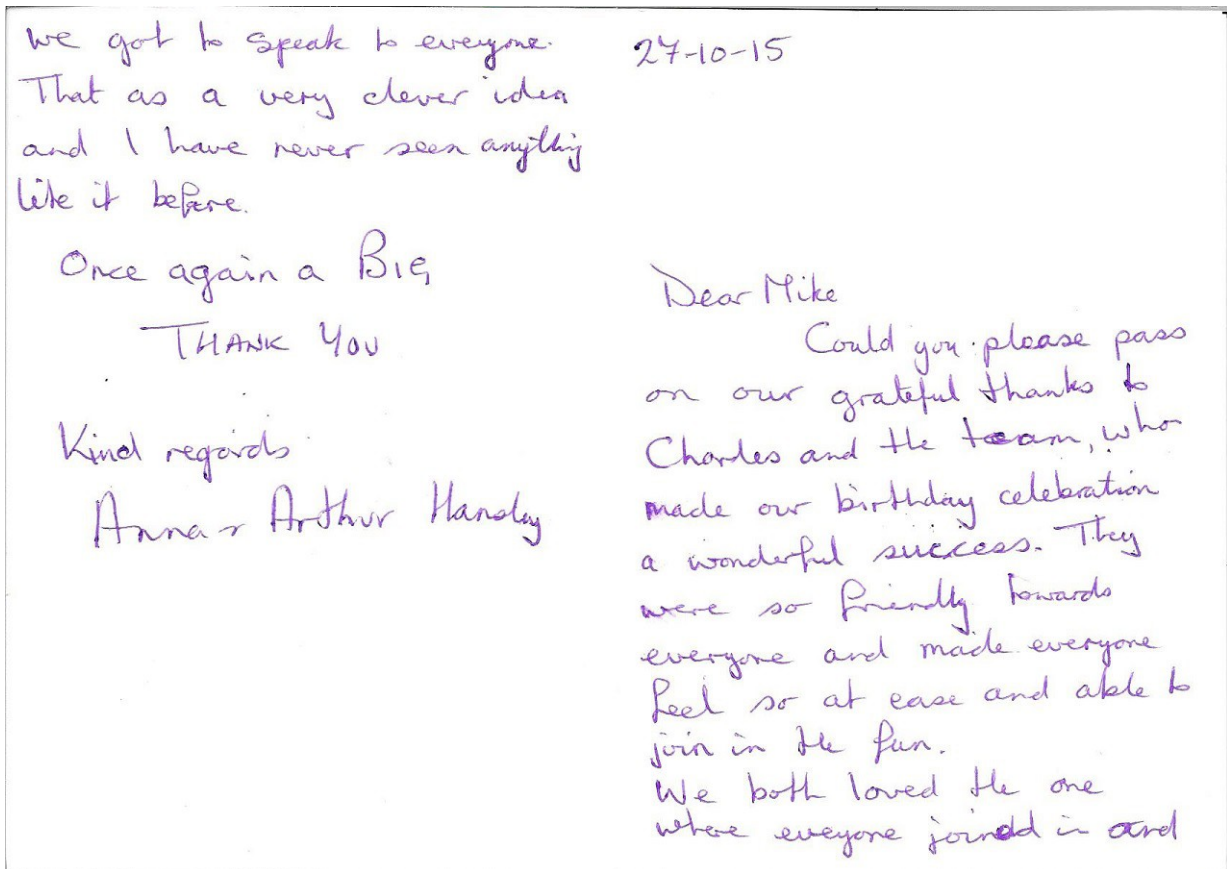 27-10-15
Dear Mike
Could you please pass
on our grateful thanks to
Charles and the team, who
made our birthday celebration
a wonderful success. They
were so friendly towards
everyone and made everyone
feel so at ease and able to
join in the fun.
We both loved the one
where eveyone joined in and
we got to speak to everyone.
That as a very clever idea
and I have never seen anything
like it before.
Once again a BIG
THANK YOU
Kind regards
Anna + Arthur